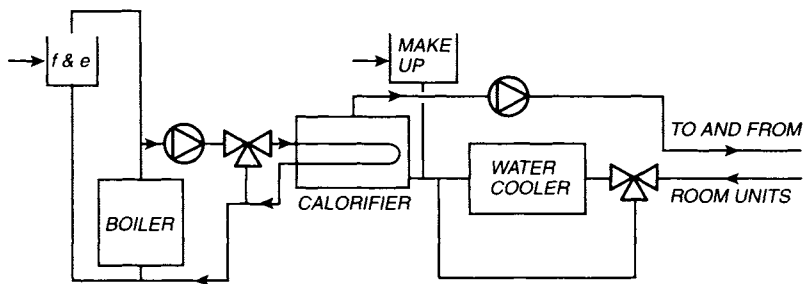 f & e
MAKE
UP
TO AND FROM
WATER
COOLER
ROOM UNITS
CALORIFIER
BOILER